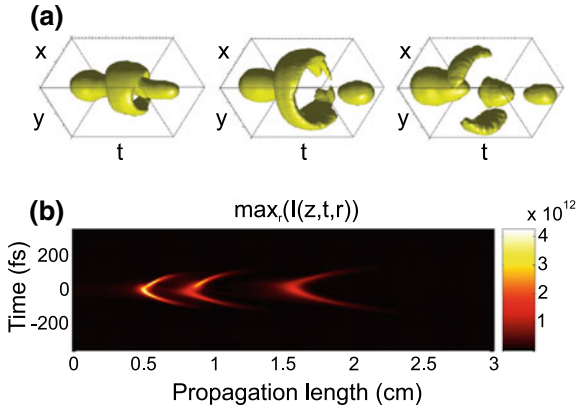 (a)
x
y
t
x
y
t
x
y
t
(b)
max_r(I(z,t,r))
x 10^12
Time (fs)
200
0
-200
4
3
2
1
0
0.5
1
1.5
2
2.5
3
Propagation length (cm)